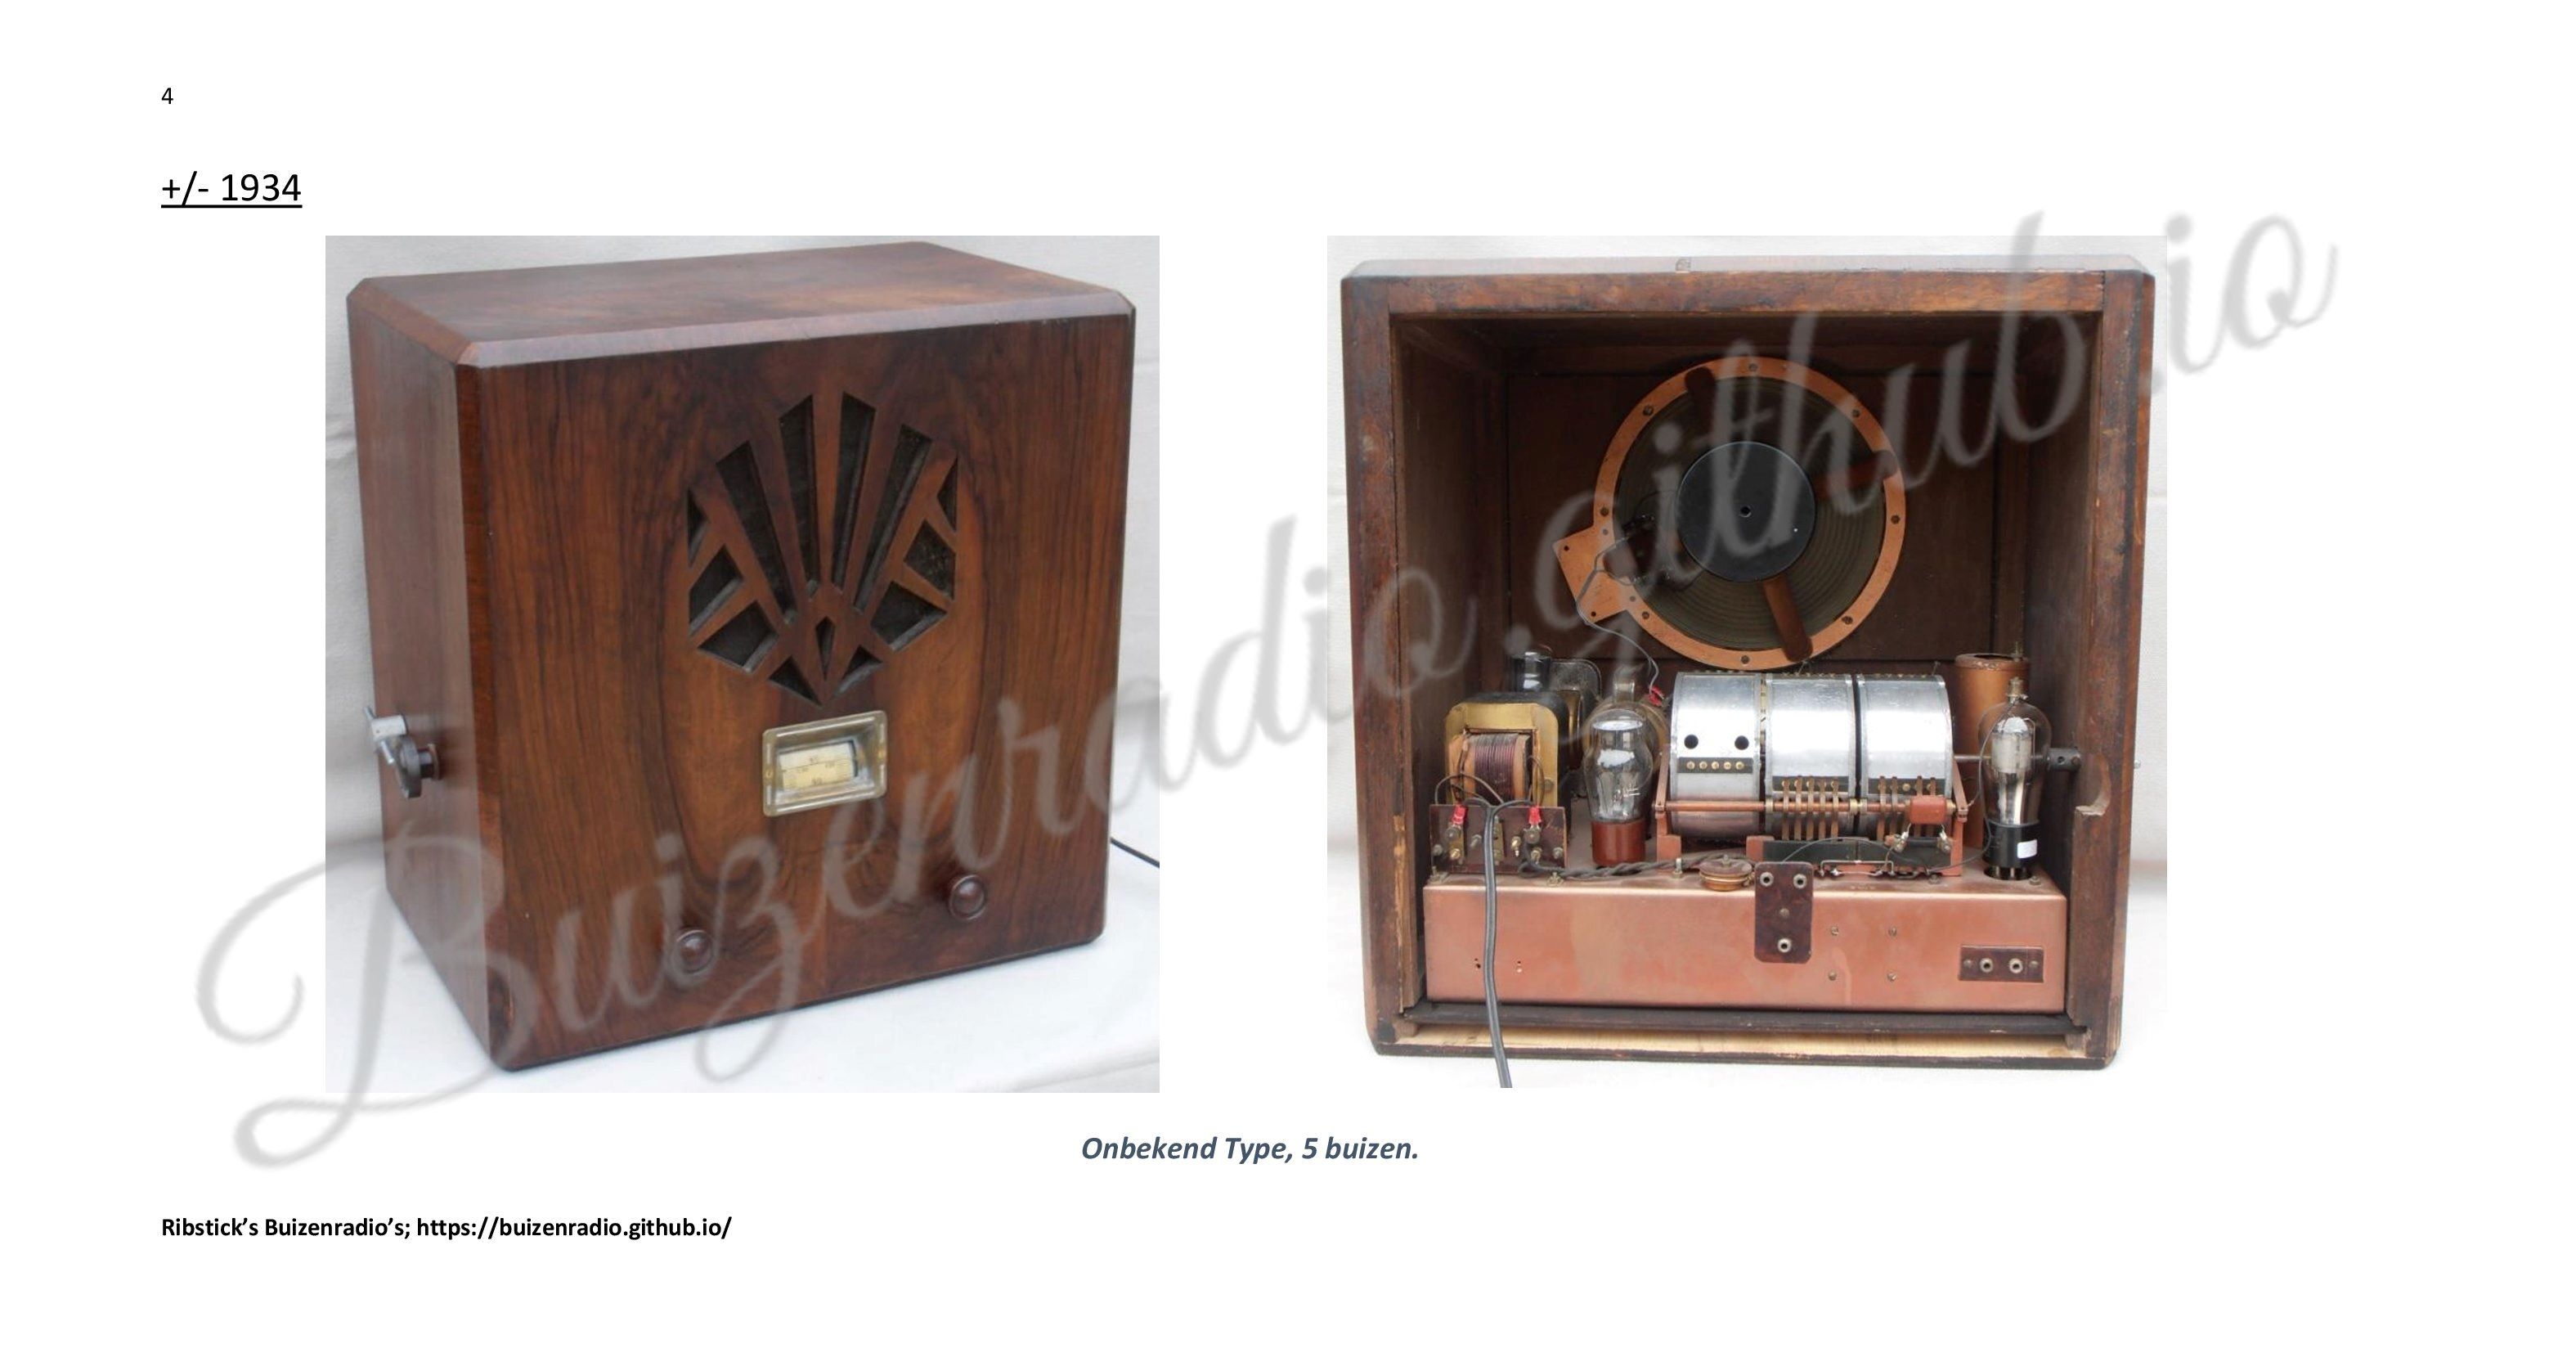 4
+/- 1934
Buizenradio.github.io
Onbekend Type, 5 buizen.
Ribstick’s Buizenradio’s; https://buizenradio.github.io/